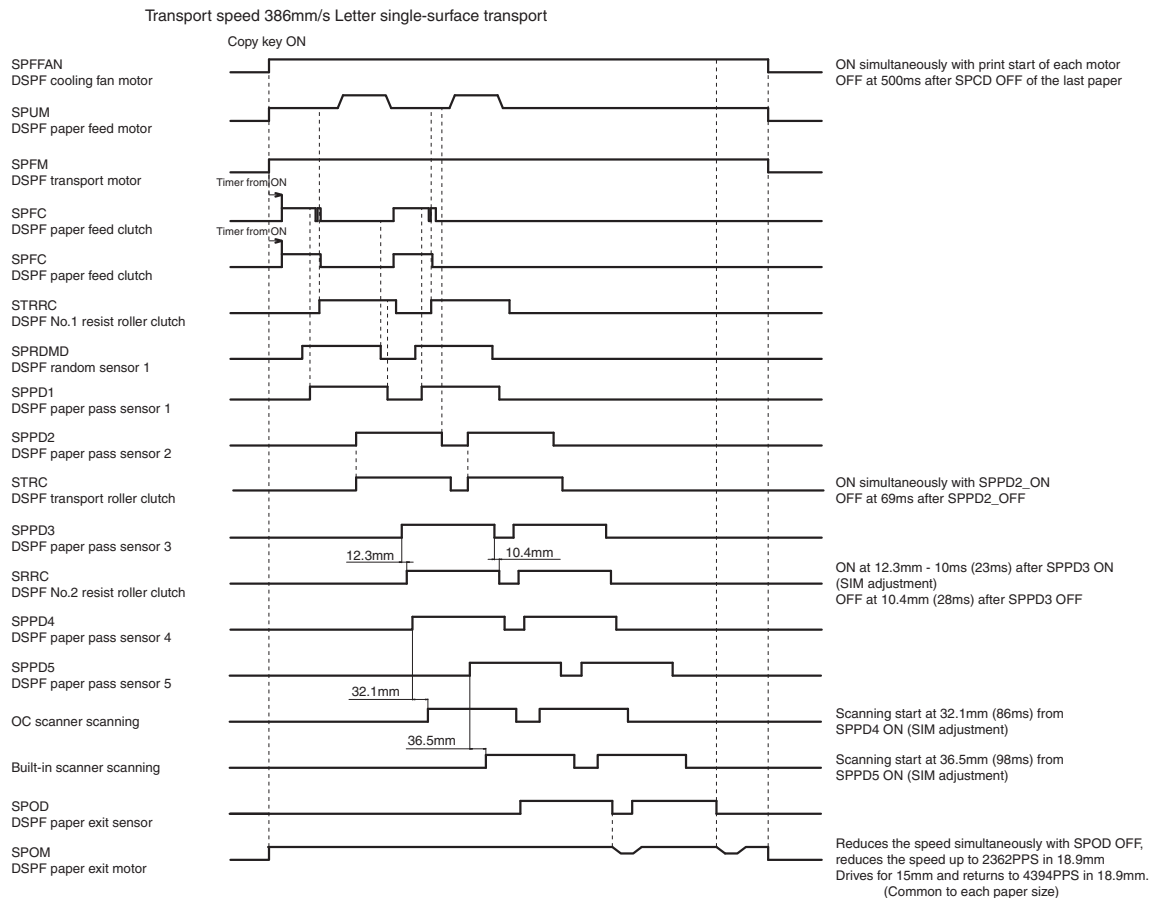 Transport speed 386mm/s Letter single-surface transport
Copy key ON
SPFFAN
DSPF cooling fan motor
ON simultaneously with print start of each motor
OFF at 500ms after SPCD OFF of the last paper
SPUM
DSPF paper feed motor
SPFM
DSPF transport motor
Timer from ON
SPFC
DSPF paper feed clutch
Timer from ON
SPFC
DSPF paper feed clutch
STRRC
DSPF No.1 resist roller clutch
SPRDMD
DSPF random sensor 1
SPPD1
DSPF paper pass sensor 1
SPPD2
DSPF paper pass sensor 2
STRC
DSPF transport roller clutch
ON simultaneously with SPPD2_ON
OFF at 69ms after SPPD2_OFF
SPPD3
DSPF paper pass sensor 3
12.3mm
10.4mm
SRRC
DSPF No.2 resist roller clutch
ON at 12.3mm - 10ms (23ms) after SPPD3 ON
(SIM adjustment)
OFF at 10.4mm (28ms) after SPPD3 OFF
SPPD4
DSPF paper pass sensor 4
SPPD5
DSPF paper pass sensor 5
32.1mm
OC scanner scanning
Scanning start at 32.1mm (86ms) from
SPPD4 ON (SIM adjustment)
36.5mm
Built-in scanner scanning
Scanning start at 36.5mm (98ms) from
SPPD5 ON (SIM adjustment)
SPOD
DSPF paper exit sensor
SPOM
DSPF paper exit motor
Reduces the speed simultaneously with SPOD OFF,
reduces the speed up to 2362PPS in 18.9mm
Drives for 15mm and returns to 4394PPS in 18.9mm.
(Common to each paper size)